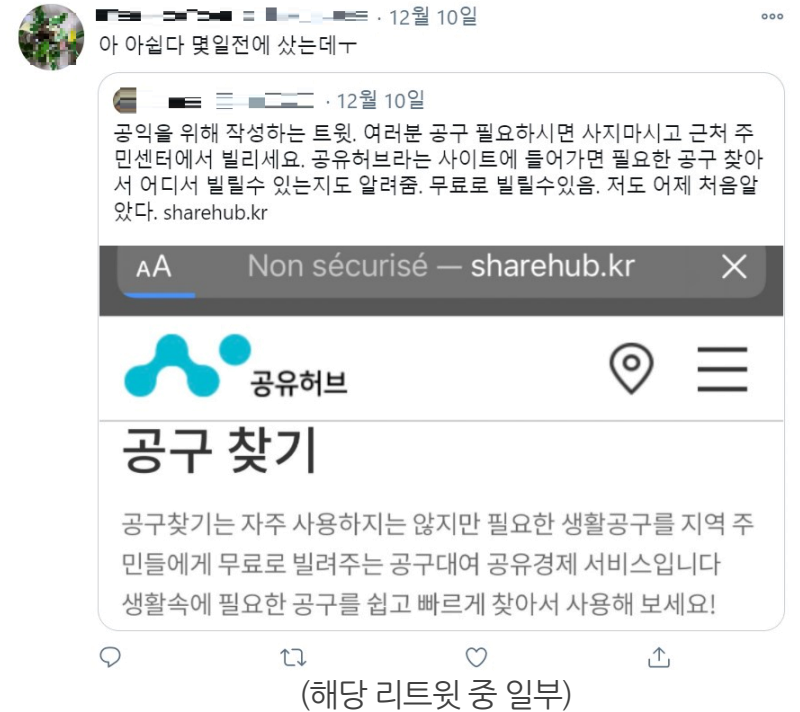 · 12월 10일
아 아쉽다 몇일전에 샀는데ㅜ
· 12월 10일
공익을 위해 작성하는 트윗. 여러분 공구 필요하시면 사지마시고 근처 주
민센터에서 빌리세요. 공유허브라는 사이트에 들어가면 필요한 공구 찾아
서 어디서 빌릴수 있는지도 알려줌. 무료로 빌릴수있음. 저도 어제 처음알
았다. sharehub.kr
AA Non sécurisé — sharehub.kr
공유허브
공구 찾기
공구찾기는 자주 사용하지는 않지만 필요한 생활공구를 지역 주
민들에게 무료로 빌려주는 공구대여 공유경제 서비스입니다
생활속에 필요한 공구를 쉽고 빠르게 찾아서 사용해 보세요!
(해당 리트윗 중 일부)